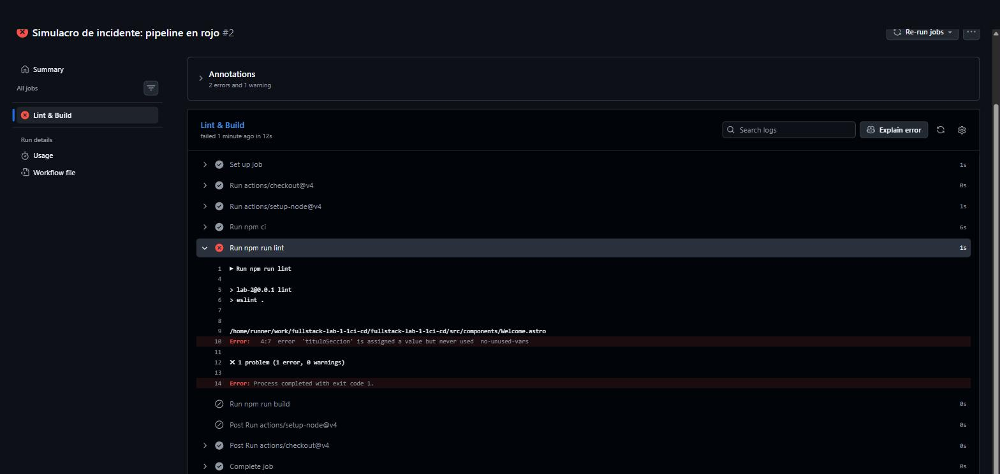 Simulacro de incidente: pipeline en rojo #2
Re-run jobs
Summary
All jobs
Lint & Build
Run details
Usage
Workflow file
Annotations
2 errors and 1 warning
Lint & Build
failed 1 minute ago in 12s
Search logs
Explain error
Set up job 1s
Run actions/checkout@v4 0s
Run actions/setup-node@v4 1s
Run npm ci 6s
Run npm run lint 1s
1 Run npm run lint
4
5 > lab-2@0.0.1 lint
6 > eslint .
7
8
9 /home/runner/work/fullstack-lab-1-1ci-cd/fullstack-lab-1-1ci-cd/src/components/Welcome.astro
10 Error: 4:7 error 'tituloSeccion' is assigned a value but never used no-unused-vars
11
12 ✖ 1 problem (1 error, 0 warnings)
13
14 Error: Process completed with exit code 1.
Run npm run build 0s
Post Run actions/setup-node@v4 0s
Post Run actions/checkout@v4 0s
Complete job 0s